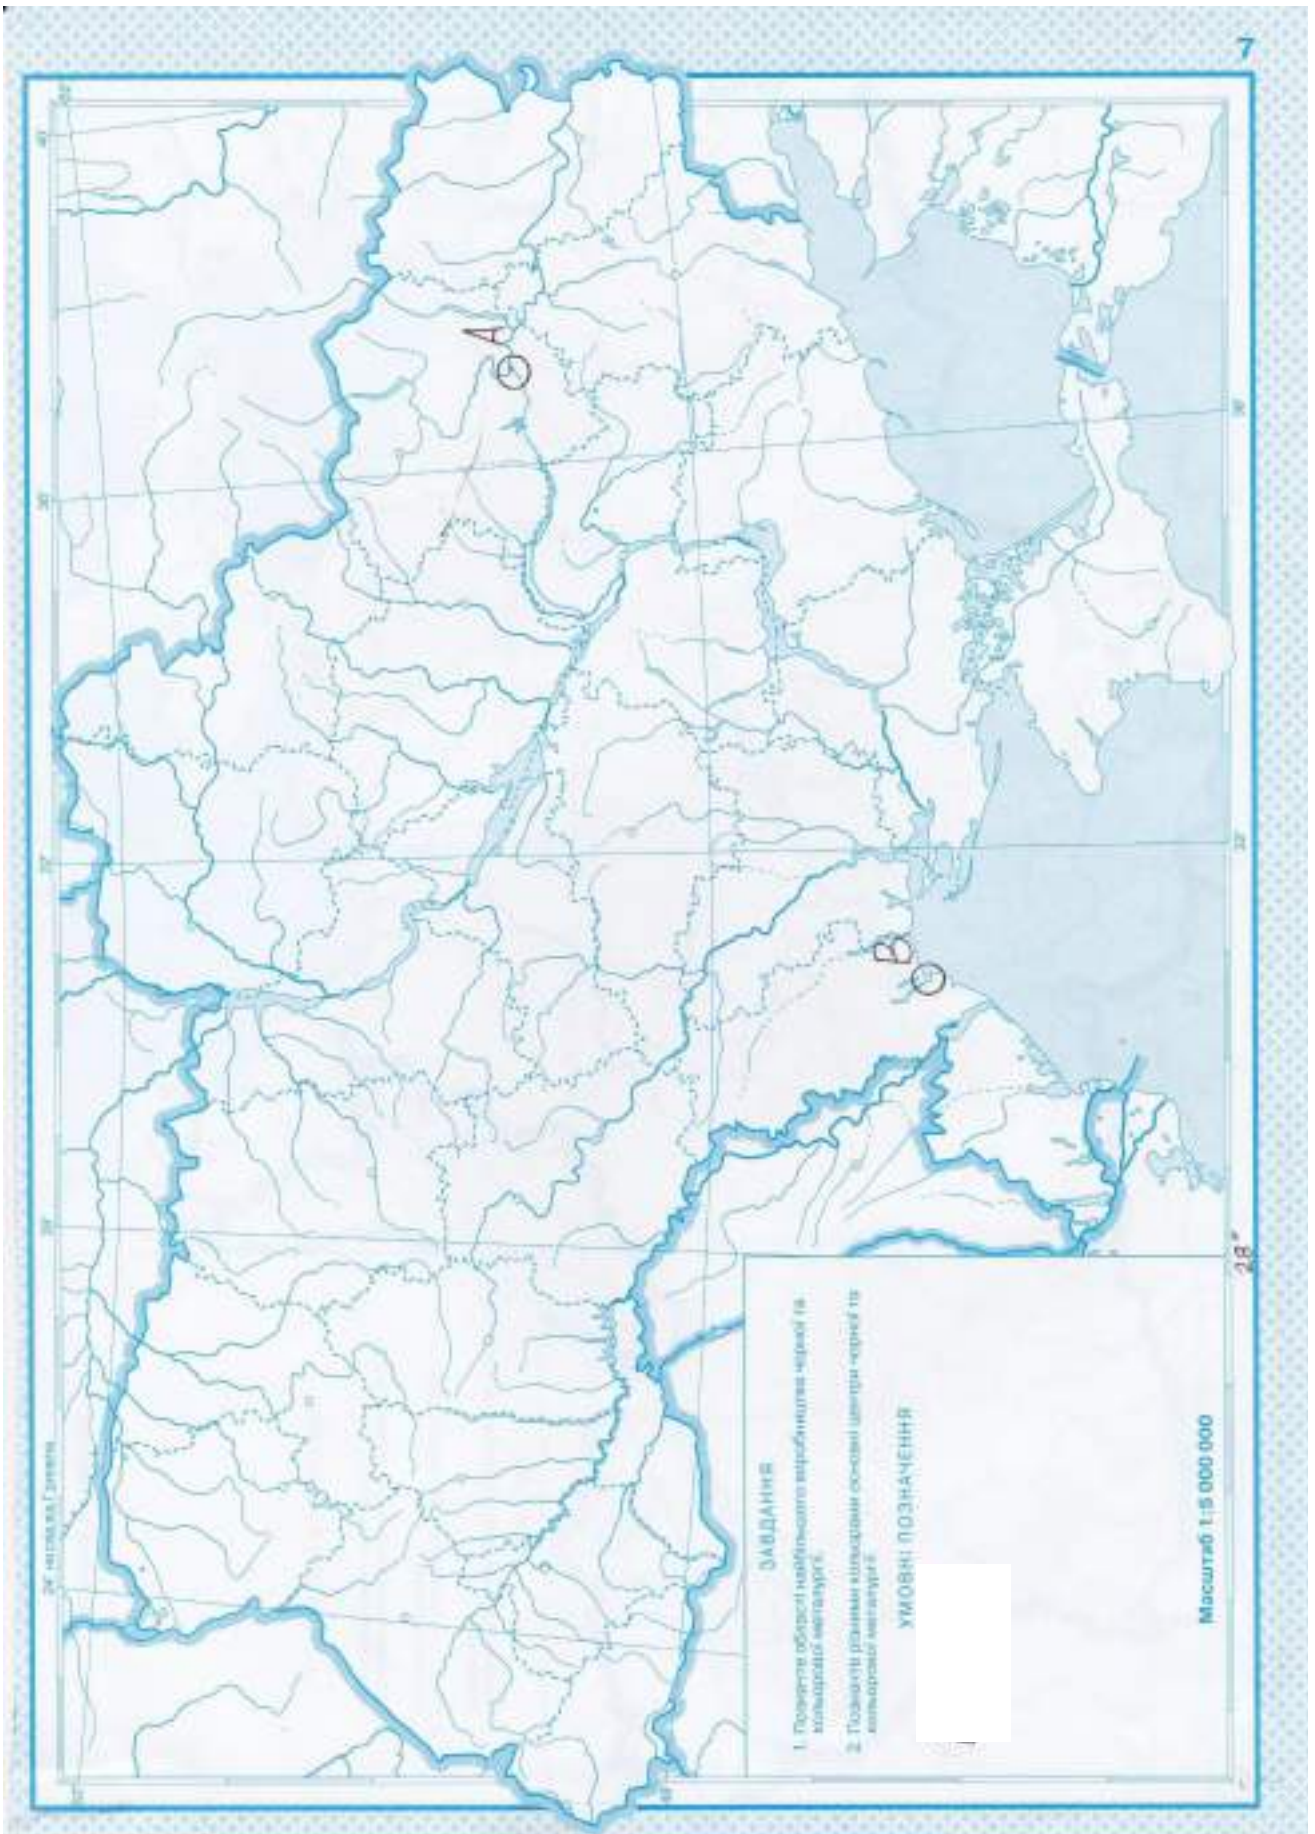 7
A
B
28°
ЗАВДАННЯ
1. Позначте області найбільшого виробництва чорної та
кольорової металургії.
2. Позначте різними кольорами основні центри чорної та
кольорової металургії
УМОВНІ ПОЗНАЧЕННЯ
Масштаб 1:5 000 000